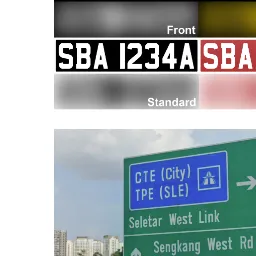 Front
SBA 1234A SBA
Standard
CTE (City)
TPE (SLE)
Seletar West Link
Sengkang West Rd